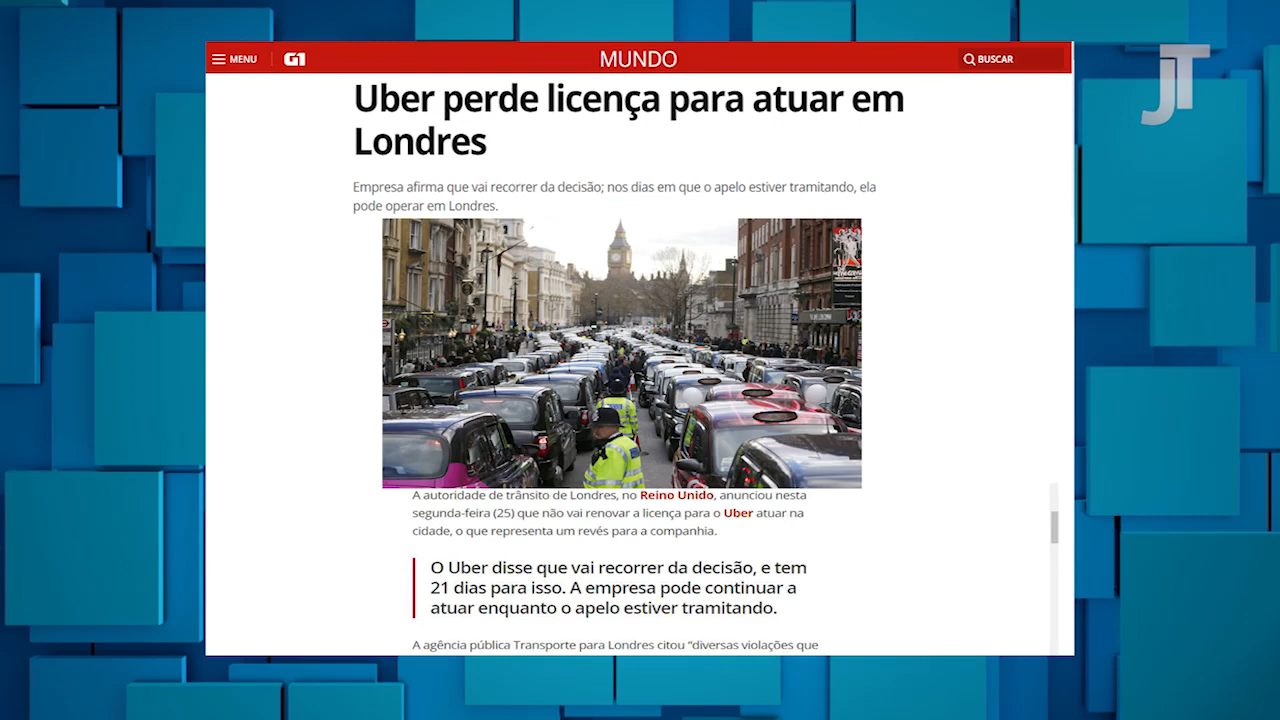 MENU
G1
MUNDO
BUSCAR
JT
Uber perde licença para atuar em
Londres
Empresa afirma que vai recorrer da decisão; nos dias em que o apelo estiver tramitando, ela
pode operar em Londres.
A autoridade de trânsito de Londres, no Reino Unido, anunciou nesta
segunda-feira (25) que não vai renovar a licença para o Uber atuar na
cidade, o que representa um revés para a companhia.
O Uber disse que vai recorrer da decisão, e tem
21 dias para isso. A empresa pode continuar a
atuar enquanto o apelo estiver tramitando.
A agência pública Transporte para Londres citou “diversas violações que